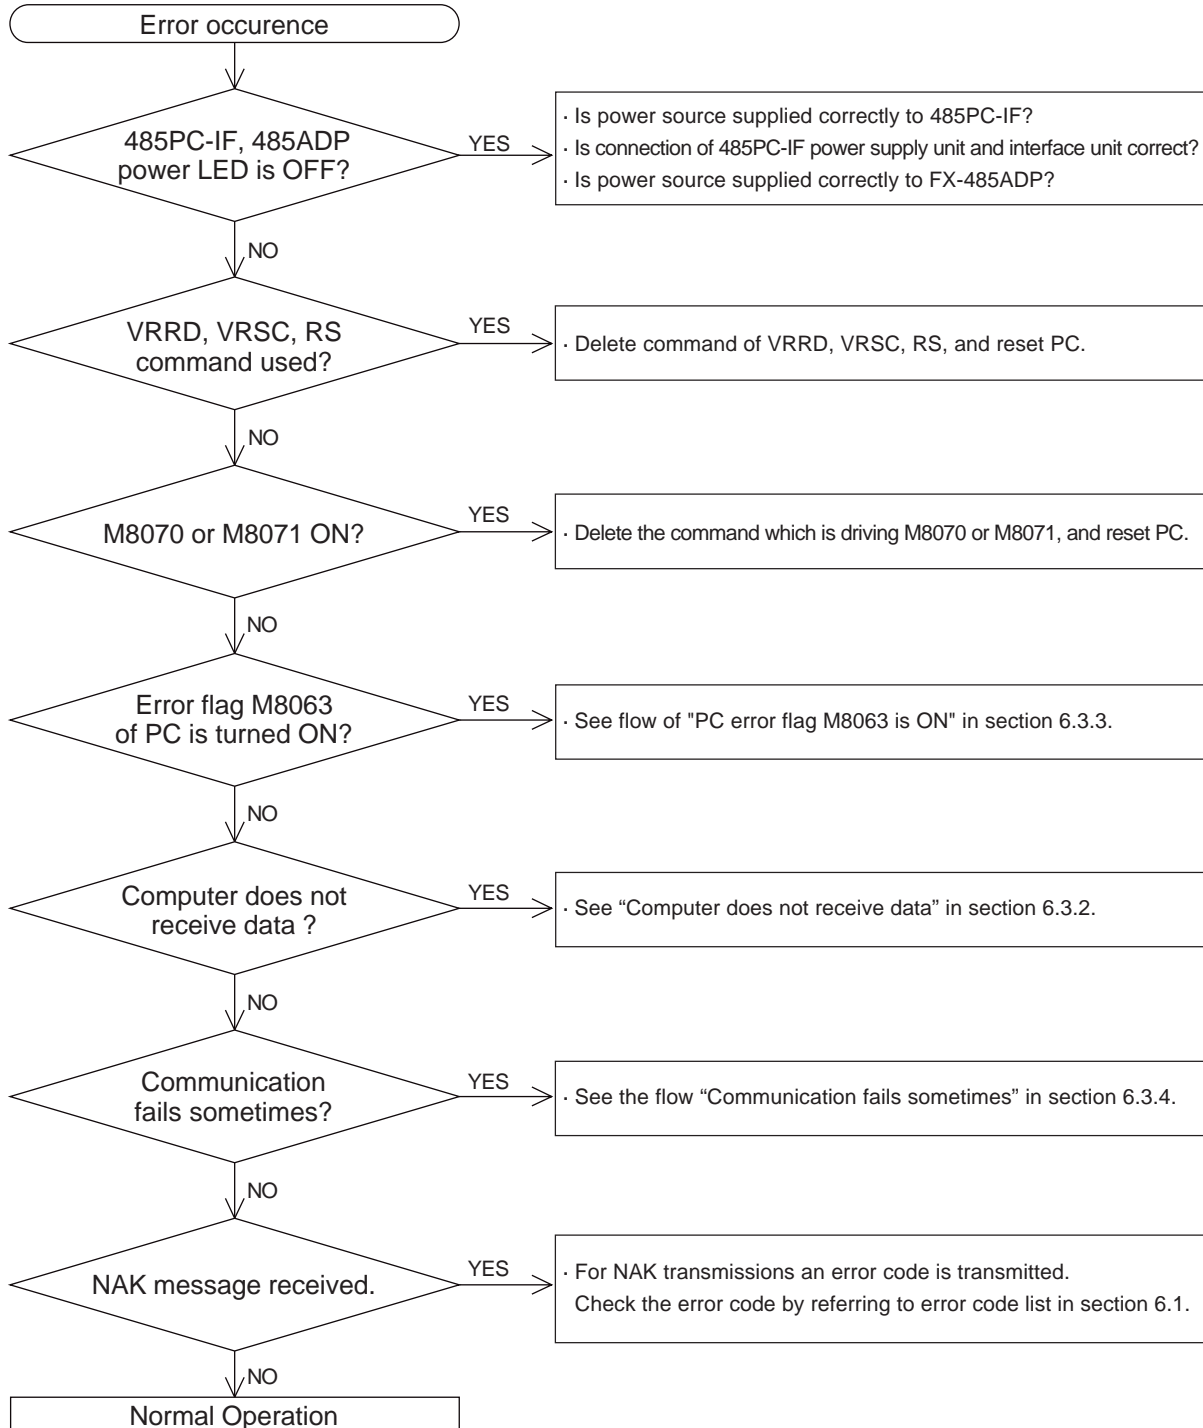 Error occurence
485PC-IF, 485ADP
power LED is OFF?
YES
· Is power source supplied correctly to 485PC-IF?
· Is connection of 485PC-IF power supply unit and interface unit correct?
· Is power source supplied correctly to FX-485ADP?
NO
VRRD, VRSC, RS
command used?
YES
· Delete command of VRRD, VRSC, RS, and reset PC.
NO
M8070 or M8071 ON?
YES
· Delete the command which is driving M8070 or M8071, and reset PC.
NO
Error flag M8063
of PC is turned ON?
YES
· See flow of "PC error flag M8063 is ON" in section 6.3.3.
NO
Computer does not
receive data ?
YES
· See “Computer does not receive data” in section 6.3.2.
NO
Communication
fails sometimes?
YES
· See the flow “Communication fails sometimes” in section 6.3.4.
NO
NAK message received.
YES
· For NAK transmissions an error code is transmitted.
Check the error code by referring to error code list in section 6.1.
NO
Normal Operation